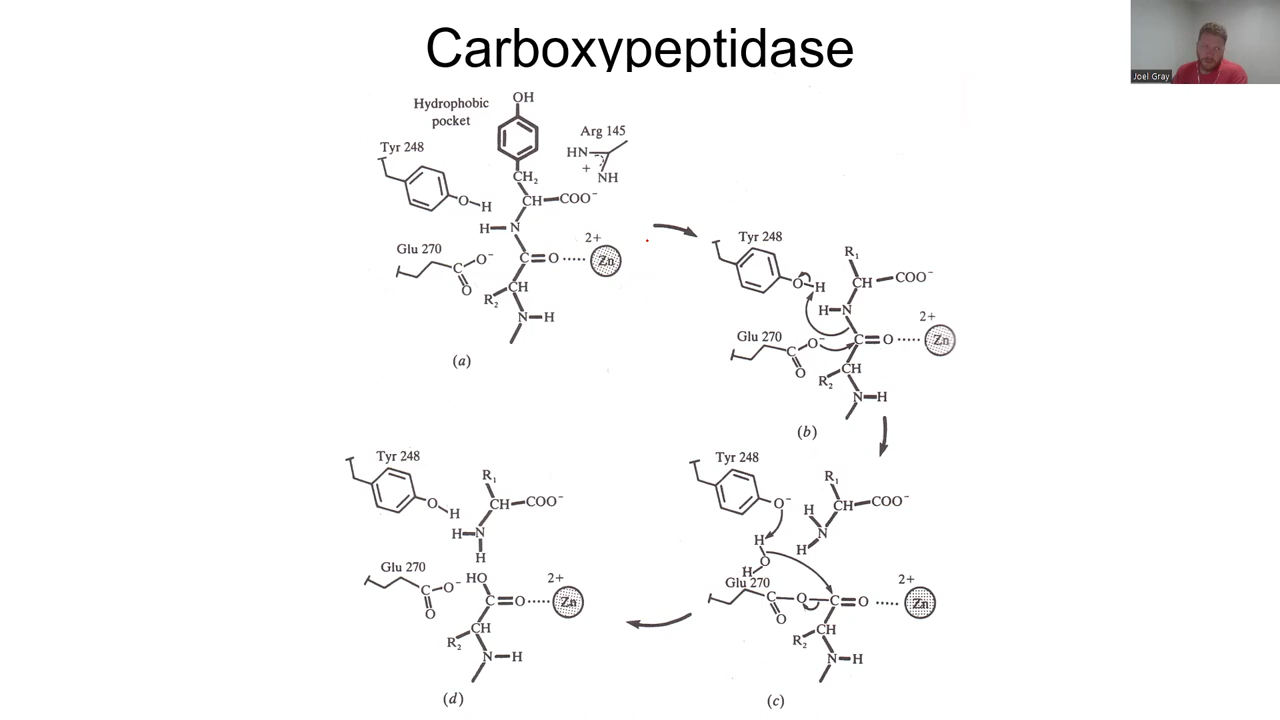 Carboxypeptidase
Joel Gray
Hydrophobic
pocket
OH
Arg 145
HN
+
NH
Tyr 248
CH₂
O
H
CH
COO⁻
H
N
Glu 270
O⁻
C
O
C
O
2+
Zn
R₂
CH
N
H
(a)
Tyr 248
R₁
O
H
CH
COO⁻
H
N
Glu 270
O⁻
C
O
C
O
2+
Zn
R₂
CH
N
H
(b)
Tyr 248
R₁
O⁻
CH
COO⁻
H
N
H
H
O
H
Glu 270
C
O
O
C
O
2+
Zn
R₂
CH
N
H
(c)
Tyr 248
R₁
O
H
CH
COO⁻
H
N
H
Glu 270
C
O⁻
O
HO
C
O
2+
Zn
R₂
CH
N
H
(d)